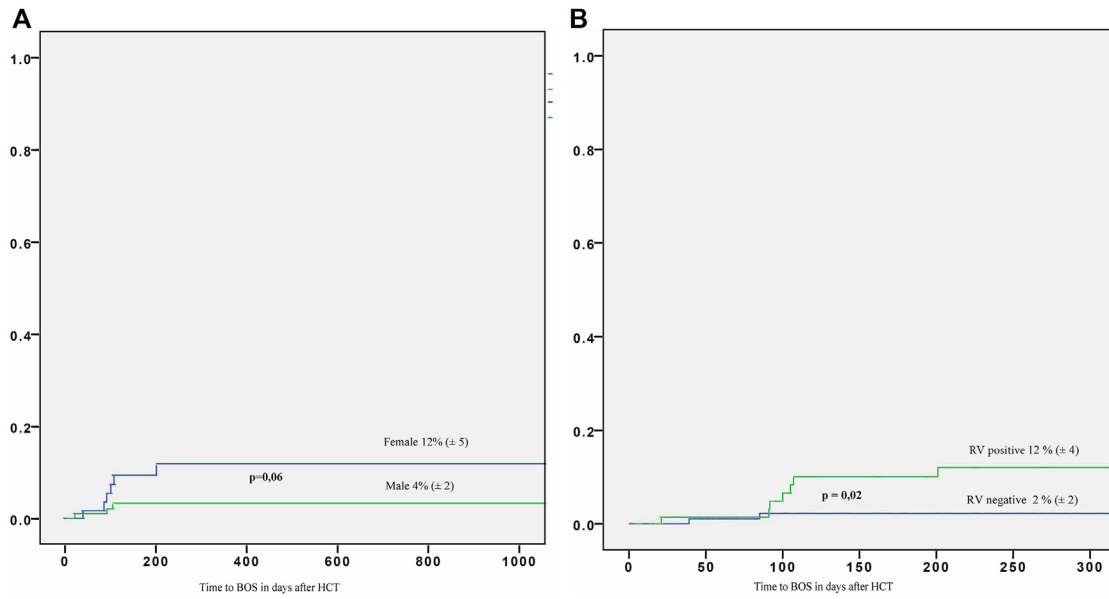 A
1.0
0.8
0.6
0.4
0.2
0.0
Female 12% (± 5)
p=0,06
Male 4% (± 2)
0 200 400 600 800 1000
Time to BOS in days after HCT
B
1.0
0.8
0.6
0.4
0.2
0.0
RV positive 12 % (± 4)
p = 0,02
RV negative 2 % (± 2)
0 50 100 150 200 250 300
Time to BOS in days after HCT